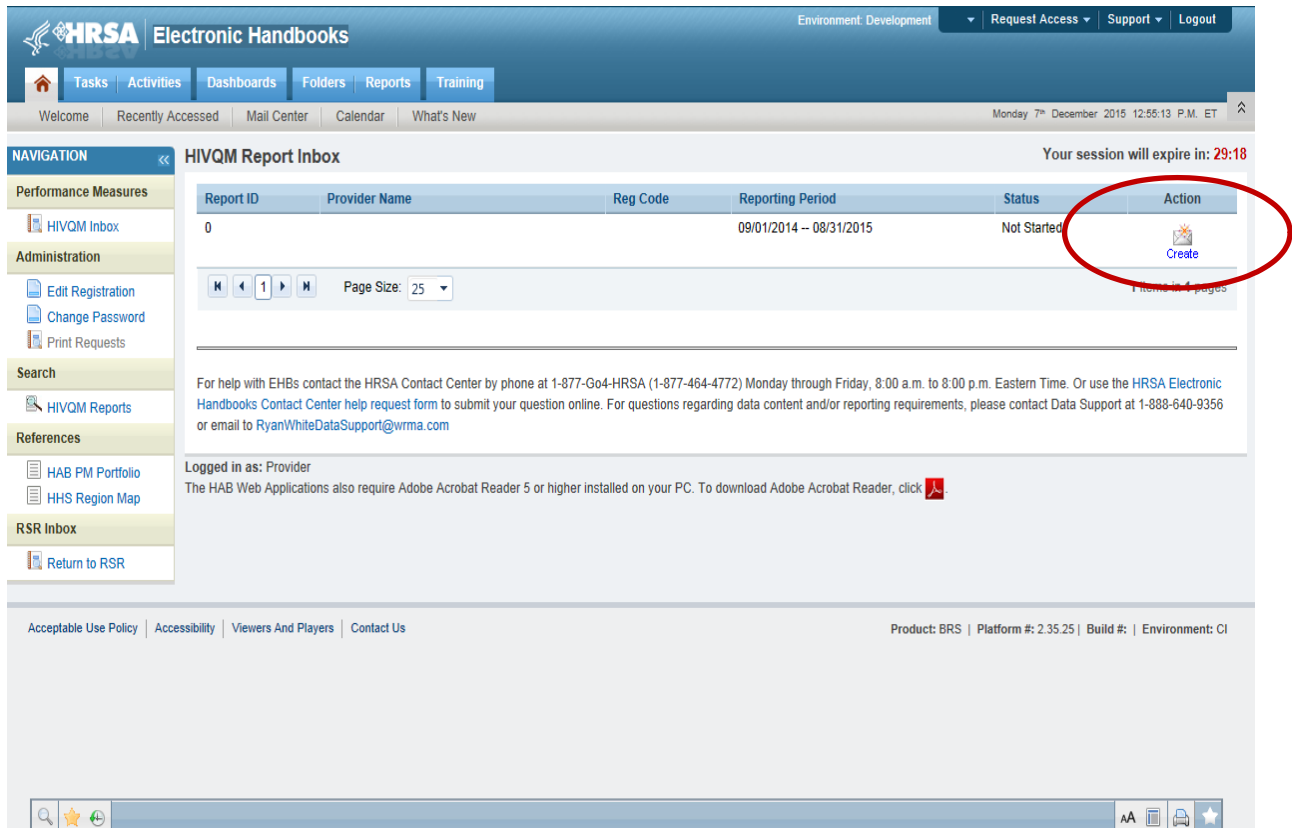 HRSA Electronic Handbooks
Environment: Development Request Access Support Logout
Tasks Activities Dashboards Folders Reports Training
Welcome Recently Accessed Mail Center Calendar What's New Monday 7th December 2015 12:55:13 P.M. ET
NAVIGATION
Performance Measures
HIVQM Inbox
Administration
Edit Registration
Change Password
Print Requests
Search
HIVQM Reports
References
HAB PM Portfolio
HHS Region Map
RSR Inbox
Return to RSR
HIVQM Report Inbox Your session will expire in: 29:18
Report ID Provider Name Reg Code Reporting Period Status Action
0 09/01/2014 -- 08/31/2015 Not Started
Create
1 Page Size: 25 1 items in 1 pages
For help with EHBs contact the HRSA Contact Center by phone at 1-877-Go4-HRSA (1-877-464-4772) Monday through Friday, 8:00 a.m. to 8:00 p.m. Eastern Time. Or use the HRSA Electronic
Handbooks Contact Center help request form to submit your question online. For questions regarding data content and/or reporting requirements, please contact Data Support at 1-888-640-9356
or email to RyanWhiteDataSupport@wrma.com
Logged in as: Provider
The HAB Web Applications also require Adobe Acrobat Reader 5 or higher installed on your PC. To download Adobe Acrobat Reader, click .
Acceptable Use Policy | Accessibility | Viewers And Players | Contact Us Product: BRS | Platform #: 2.35.25 | Build #: | Environment: CI
AA